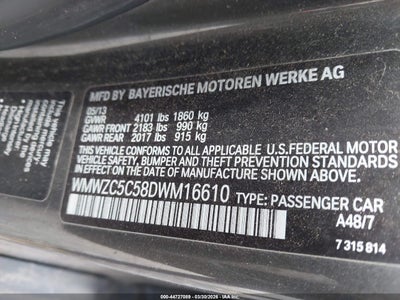 MFD BY BAYERISCHE MOTOREN WERKE AG
05/13
GVWR 4101 lbs 1860 kg
GAWR FRONT 2183 lbs 990 kg
GAWR REAR 2017 lbs 915 kg
THIS VEHICLE CONFORMS TO ALL APPLICABLE U.S.FEDERAL MOTOR
VEHICLE SAFETY, BUMPER AND THEFT PREVENTION STANDARDS
IN EFFECT ON THE DATE OF MANUFACTURE SHOWN ABOVE.
WMWZC5C58DWM16610 TYPE: PASSENGER CAR
A48/7
7 315 814
© 44727089 | 03/30/2026 | © IAA Holdings, LLC